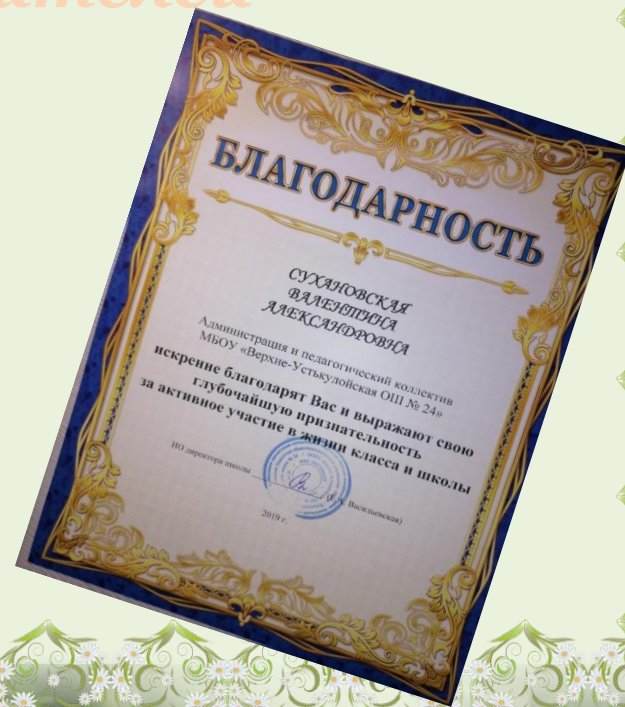 БЛАГОДАРНОСТЬ
СУХАНОВСКАЯ
ВАЛЕНТИНА
АЛЕКСАНДРОВНА
Администрация и педагогический коллектив
МБОУ «Верхне-Устькулойская ОШ № 24»
искренне благодарят Вас и выражают свою
глубочайшую признательность
за активное участие в жизни класса и школы
ИО директора школы Васильевская)
2019 г.